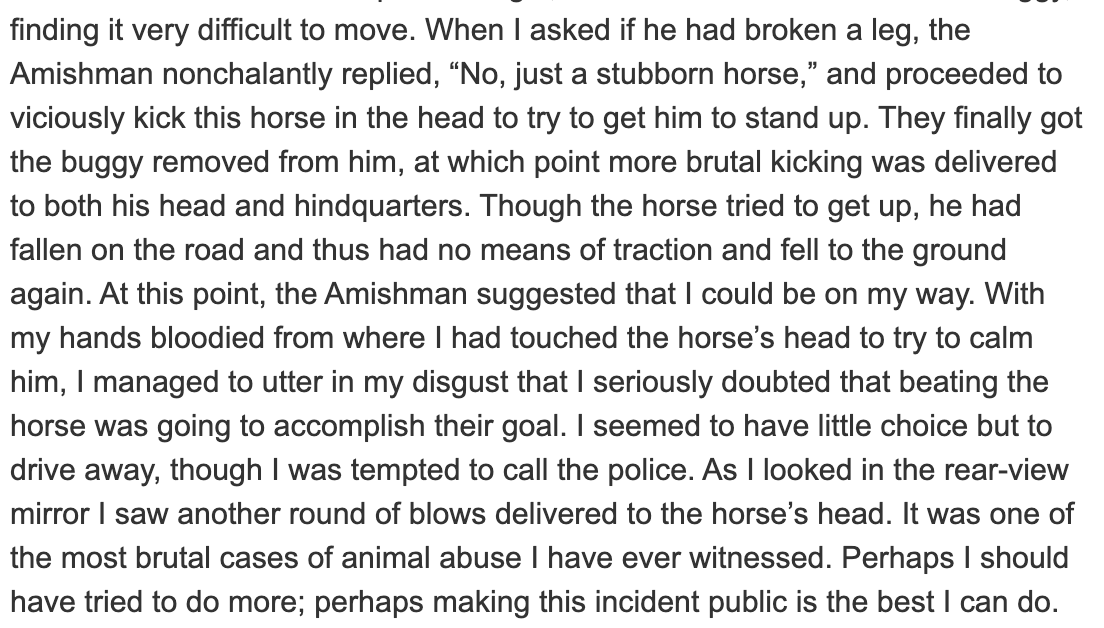 finding it very difficult to move. When I asked if he had broken a leg, the
Amishman nonchalantly replied, “No, just a stubborn horse,” and proceeded to
viciously kick this horse in the head to try to get him to stand up. They finally got
the buggy removed from him, at which point more brutal kicking was delivered
to both his head and hindquarters. Though the horse tried to get up, he had
fallen on the road and thus had no means of traction and fell to the ground
again. At this point, the Amishman suggested that I could be on my way. With
my hands bloodied from where I had touched the horse’s head to try to calm
him, I managed to utter in my disgust that I seriously doubted that beating the
horse was going to accomplish their goal. I seemed to have little choice but to
drive away, though I was tempted to call the police. As I looked in the rear-view
mirror I saw another round of blows delivered to the horse’s head. It was one of
the most brutal cases of animal abuse I have ever witnessed. Perhaps I should
have tried to do more; perhaps making this incident public is the best I can do.